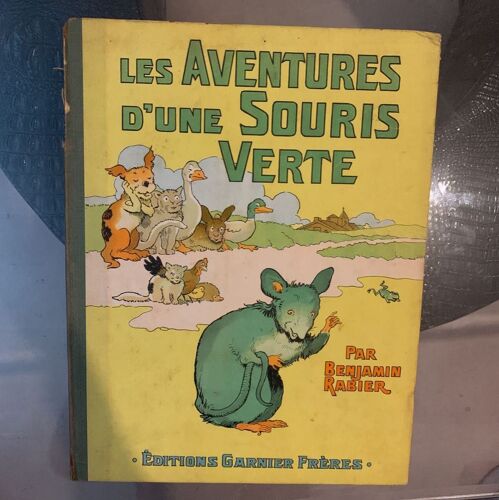 LES AVENTURES
D'UNE SOURIS
VERTE
PAR
BENJAMIN
RABIER
· ÉDITIONS GARNIER FRÈRES ·